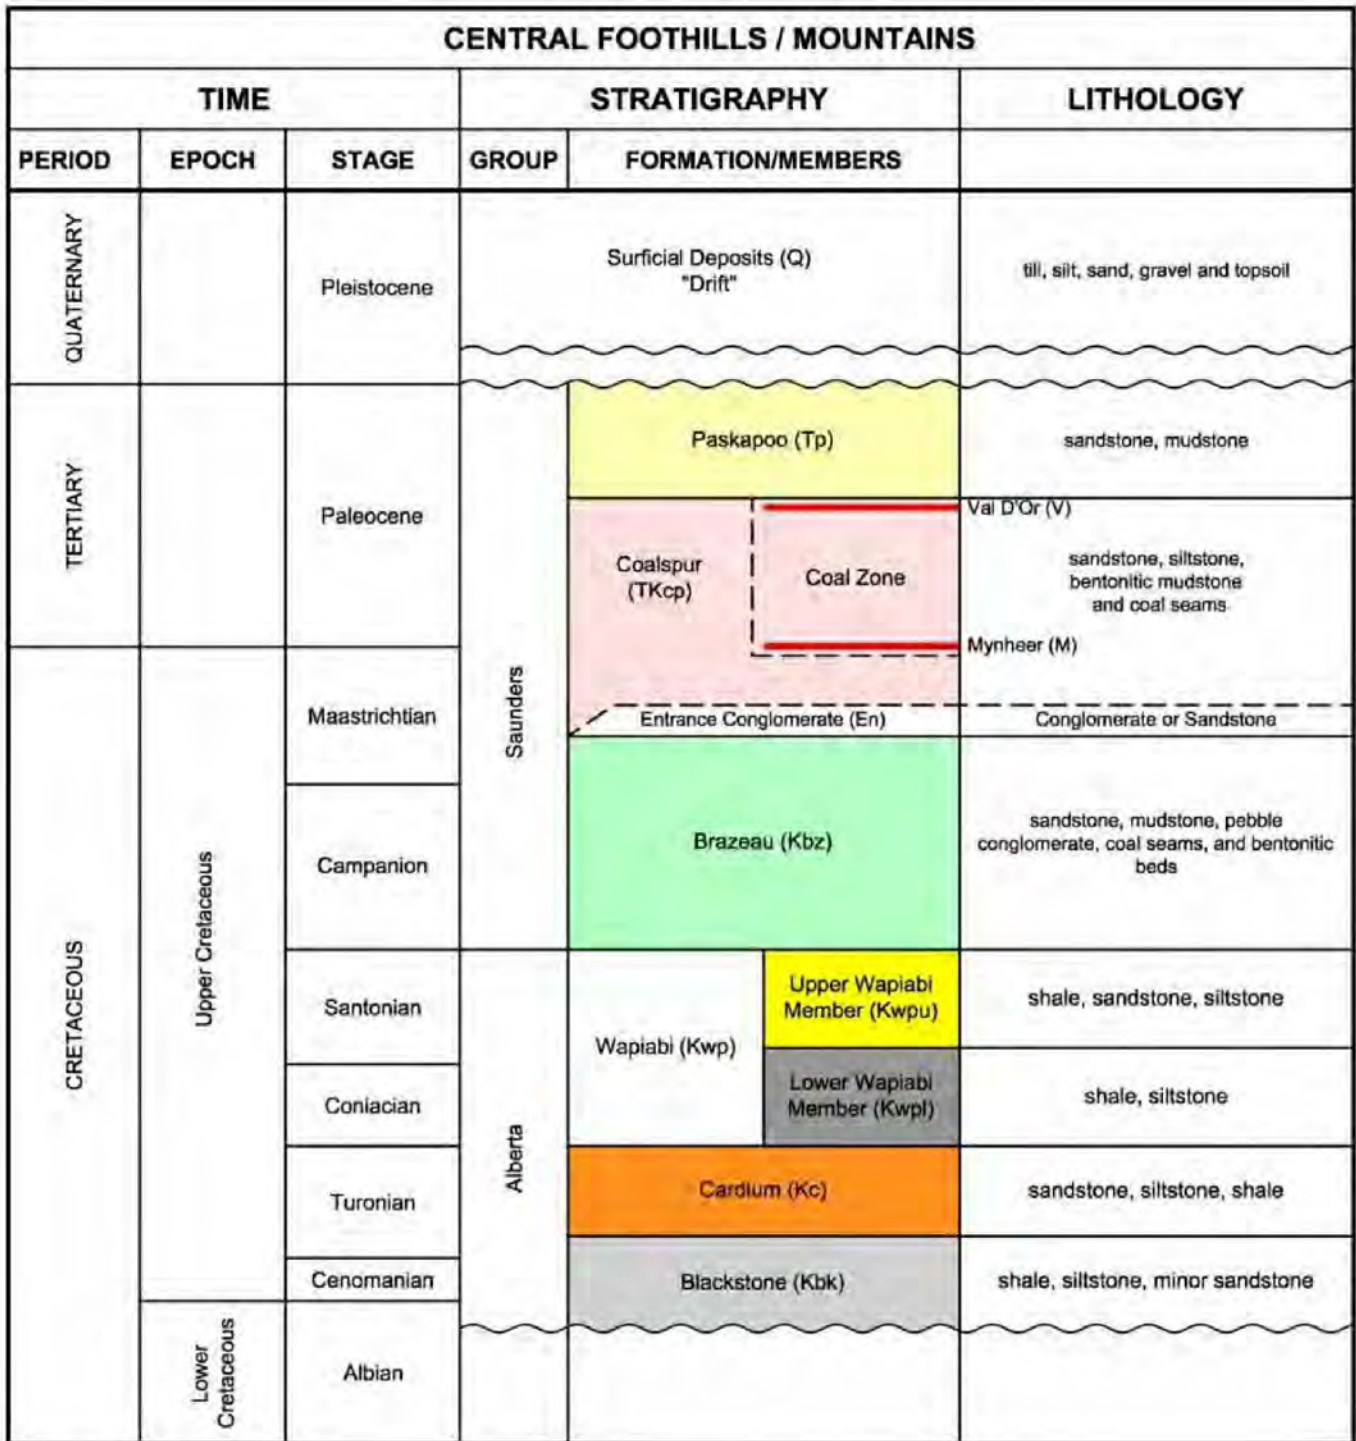 CENTRAL FOOTHILLS / MOUNTAINS
TIME
STRATIGRAPHY
LITHOLOGY
PERIOD
EPOCH
STAGE
GROUP
FORMATION/MEMBERS
QUATERNARY
Pleistocene
Surficial Deposits (Q)
"Drift"
till, silt, sand, gravel and topsoil
TERTIARY
Paleocene
Saunders
Paskapoo (Tp)
sandstone, mudstone
Coalspur
(TKcp)
Coal Zone
Val D'Or (V)
sandstone, siltstone,
bentonitic mudstone
and coal seams
Mynheer (M)
CRETACEOUS
Upper Cretaceous
Maastrichtian
Entrance Conglomerate (En)
Conglomerate or Sandstone
Campanion
Brazeau (Kbz)
sandstone, mudstone, pebble
conglomerate, coal seams, and bentonitic
beds
Santonian
Alberta
Wapiabi (Kwp)
Upper Wapiabi
Member (Kwpu)
shale, sandstone, siltstone
Coniacian
Lower Wapiabi
Member (Kwpl)
shale, siltstone
Turonian
Cardium (Kc)
sandstone, siltstone, shale
Cenomanian
Blackstone (Kbk)
shale, siltstone, minor sandstone
Lower
Cretaceous
Albian